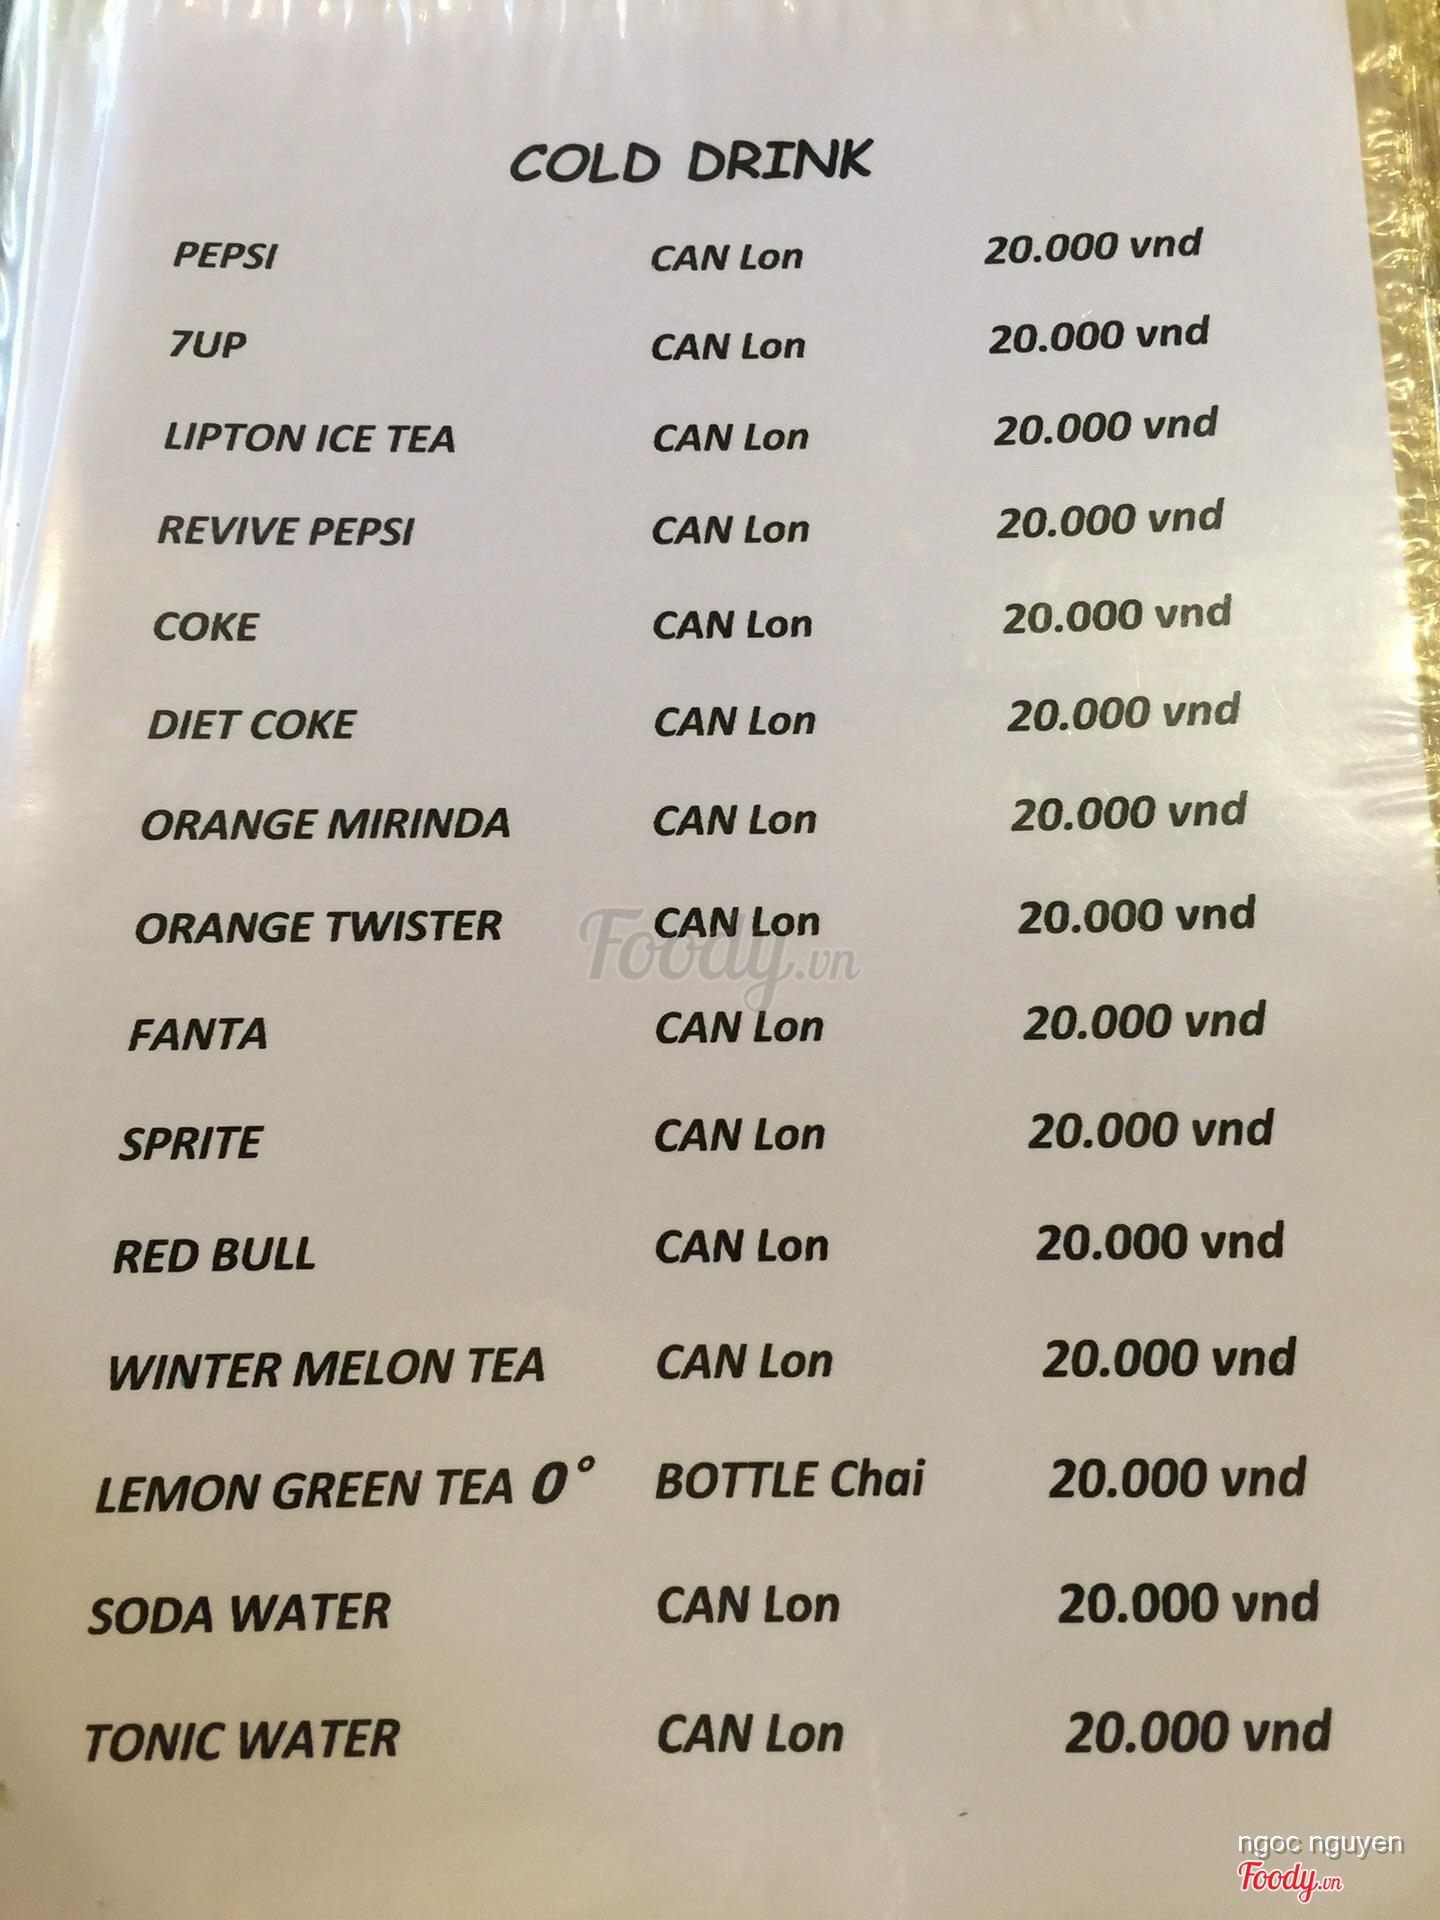 COLD DRINK
PEPSI CAN Lon 20.000 vnd
7UP CAN Lon 20.000 vnd
LIPTON ICE TEA CAN Lon 20.000 vnd
REVIVE PEPSI CAN Lon 20.000 vnd
COKE CAN Lon 20.000 vnd
DIET COKE CAN Lon 20.000 vnd
ORANGE MIRINDA CAN Lon 20.000 vnd
ORANGE TWISTER CAN Lon 20.000 vnd
Foody.vn
FANTA CAN Lon 20.000 vnd
SPRITE CAN Lon 20.000 vnd
RED BULL CAN Lon 20.000 vnd
WINTER MELON TEA CAN Lon 20.000 vnd
LEMON GREEN TEA 0° BOTTLE Chai 20.000 vnd
SODA WATER CAN Lon 20.000 vnd
TONIC WATER CAN Lon 20.000 vnd
ngoc nguyen
Foody.vn